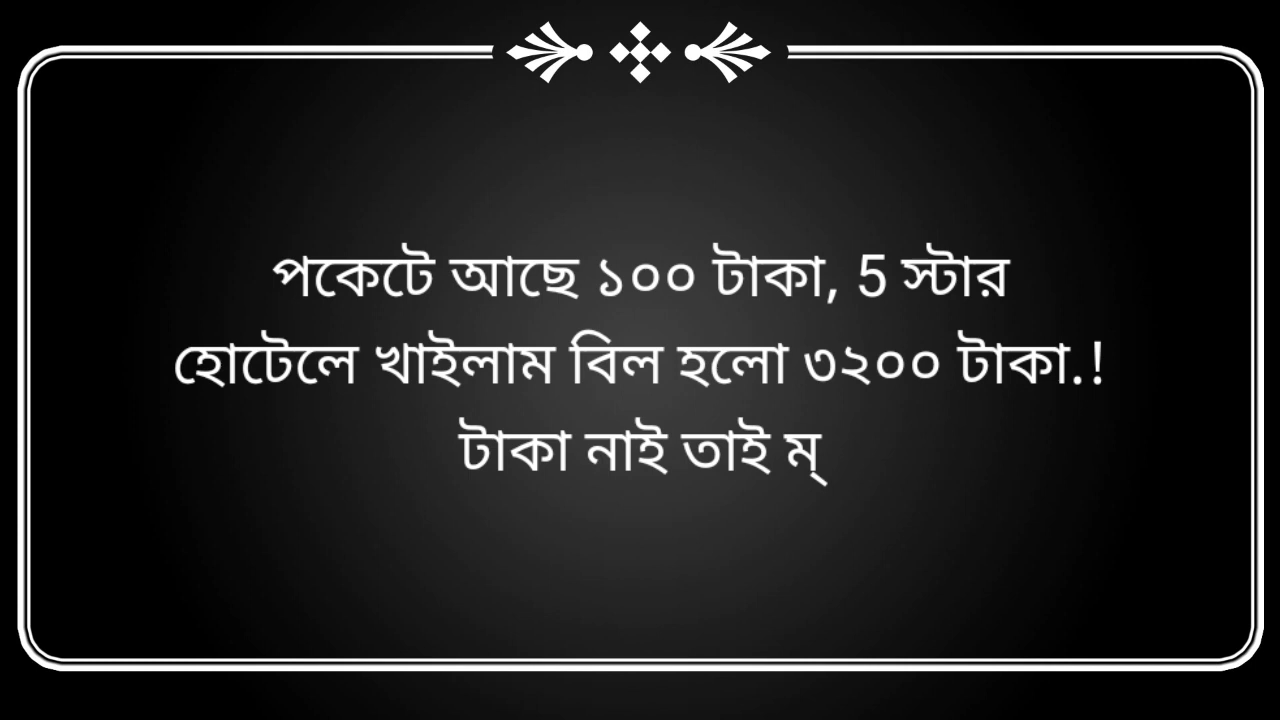 পকেটে আছে ১০০ টাকা, 5 স্টার
হোটেলে খাইলাম বিল হলো ৩২০০ টাকা.!
টাকা নাই তাই ম্